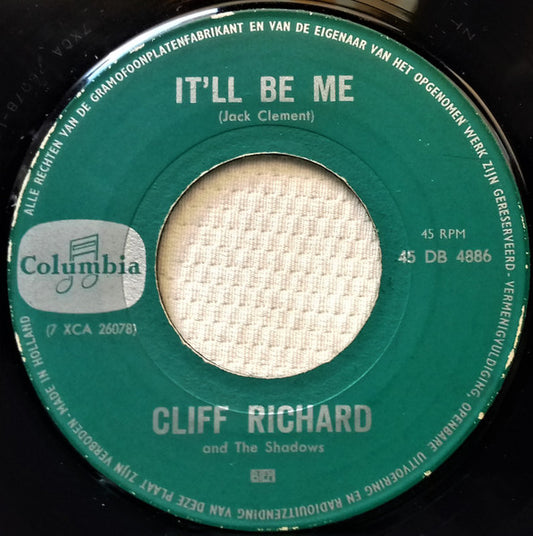 ALLE RECHTEN VAN DE GRAMOFOONPLATENFABRIKANT EN VAN DE EIGENAAR VAN HET OPGENOMEN WERK ZIJN GERESERVEERD - VERMENIGVULDIGING, OPENBARE UITVOERING EN RADIOUITZENDING VAN DEZE PLAAT ZIJN VERBODEN - MADE IN HOLLAND
IT'LL BE ME
(Jack Clement)
45 RPM
45 DB 4886
Columbia
(7 XCA 26078)
CLIFF RICHARD
and The Shadows